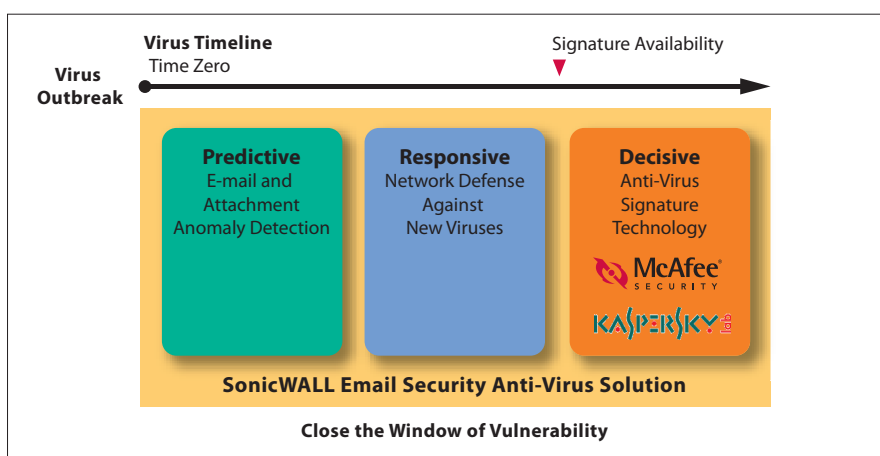 Virus Timeline
Time Zero
Signature Availability
Virus
Outbreak
Predictive
E-mail and
Attachment
Anomaly Detection
Responsive
Network Defense
Against
New Viruses
Decisive
Anti-Virus
Signature
Technology
McAfee®
SECURITY
KASPERSKY lab
SonicWALL Email Security Anti-Virus Solution
Close the Window of Vulnerability